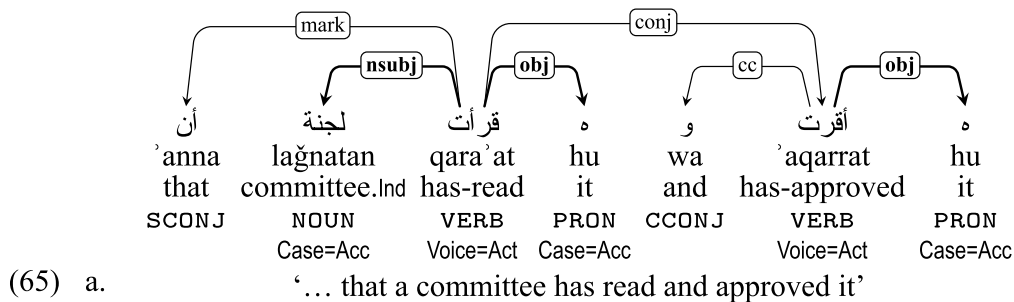 mark conj
nsubj obj cc obj
أن لجنة قرأت ه و أقرت ه
ʾanna laǧnatan qaraʾat hu wa ʾaqarrat hu
that committee.Ind has-read it and has-approved it
SCONJ NOUN VERB PRON CCONJ VERB PRON
Case=Acc Voice=Act Case=Acc Voice=Act Case=Acc
(65) a. ‘… that a committee has read and approved it’